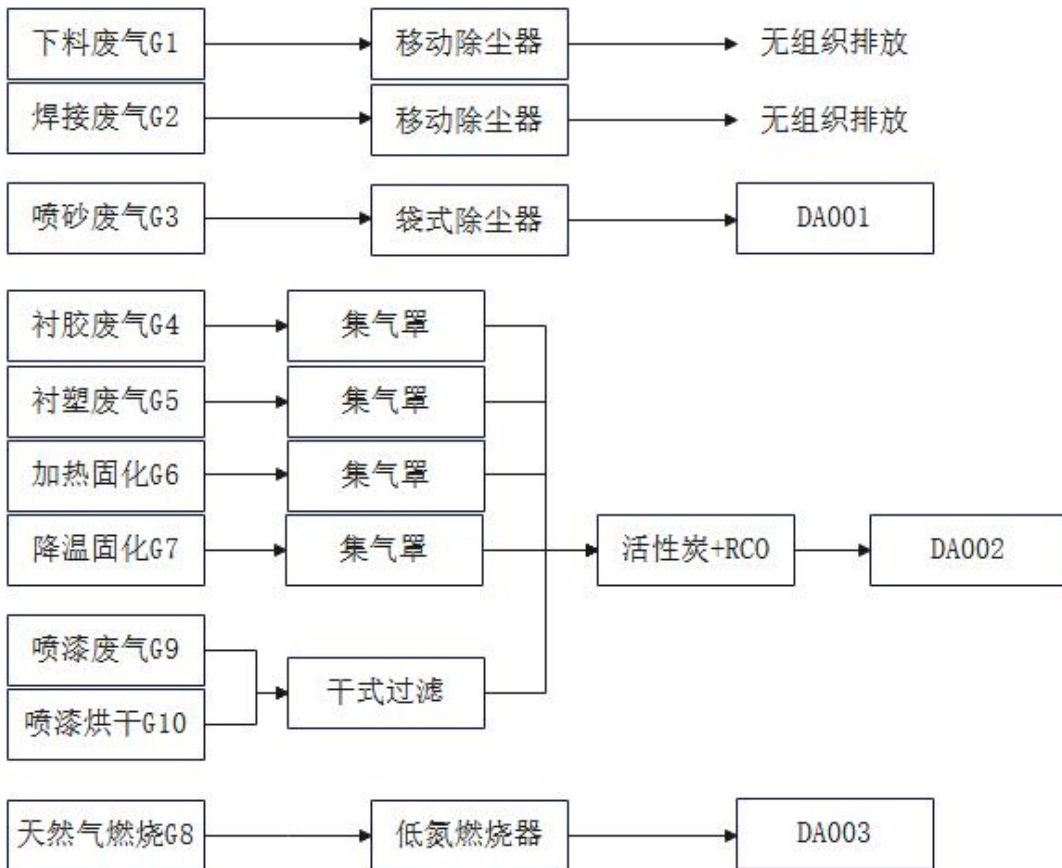 下料废气G1 移动除尘器 无组织排放
焊接废气G2 移动除尘器 无组织排放
喷砂废气G3 袋式除尘器 DA001
衬胶废气G4 集气罩
衬塑废气G5 集气罩
加热固化G6 集气罩
降温固化G7 集气罩 活性炭+RCO DA002
喷漆废气G9
干式过滤
喷漆烘干G10
天然气燃烧G8 低氮燃烧器 DA003